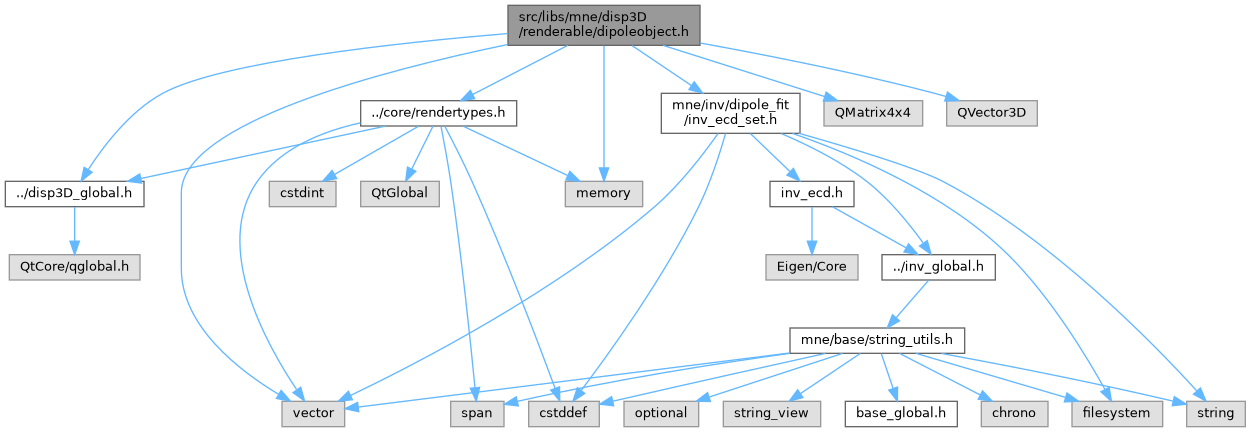 src/libs/mne/disp3D
/renderable/dipoleobject.h
../core/rendertypes.h
mne/inv/dipole_fit
/inv_ecd_set.h
QMatrix4x4
QVector3D
../disp3D_global.h
cstdint
QtGlobal
memory
inv_ecd.h
QtCore/qglobal.h
Eigen/Core
../inv_global.h
mne/base/string_utils.h
vector
span
cstddef
optional
string_view
base_global.h
chrono
filesystem
string